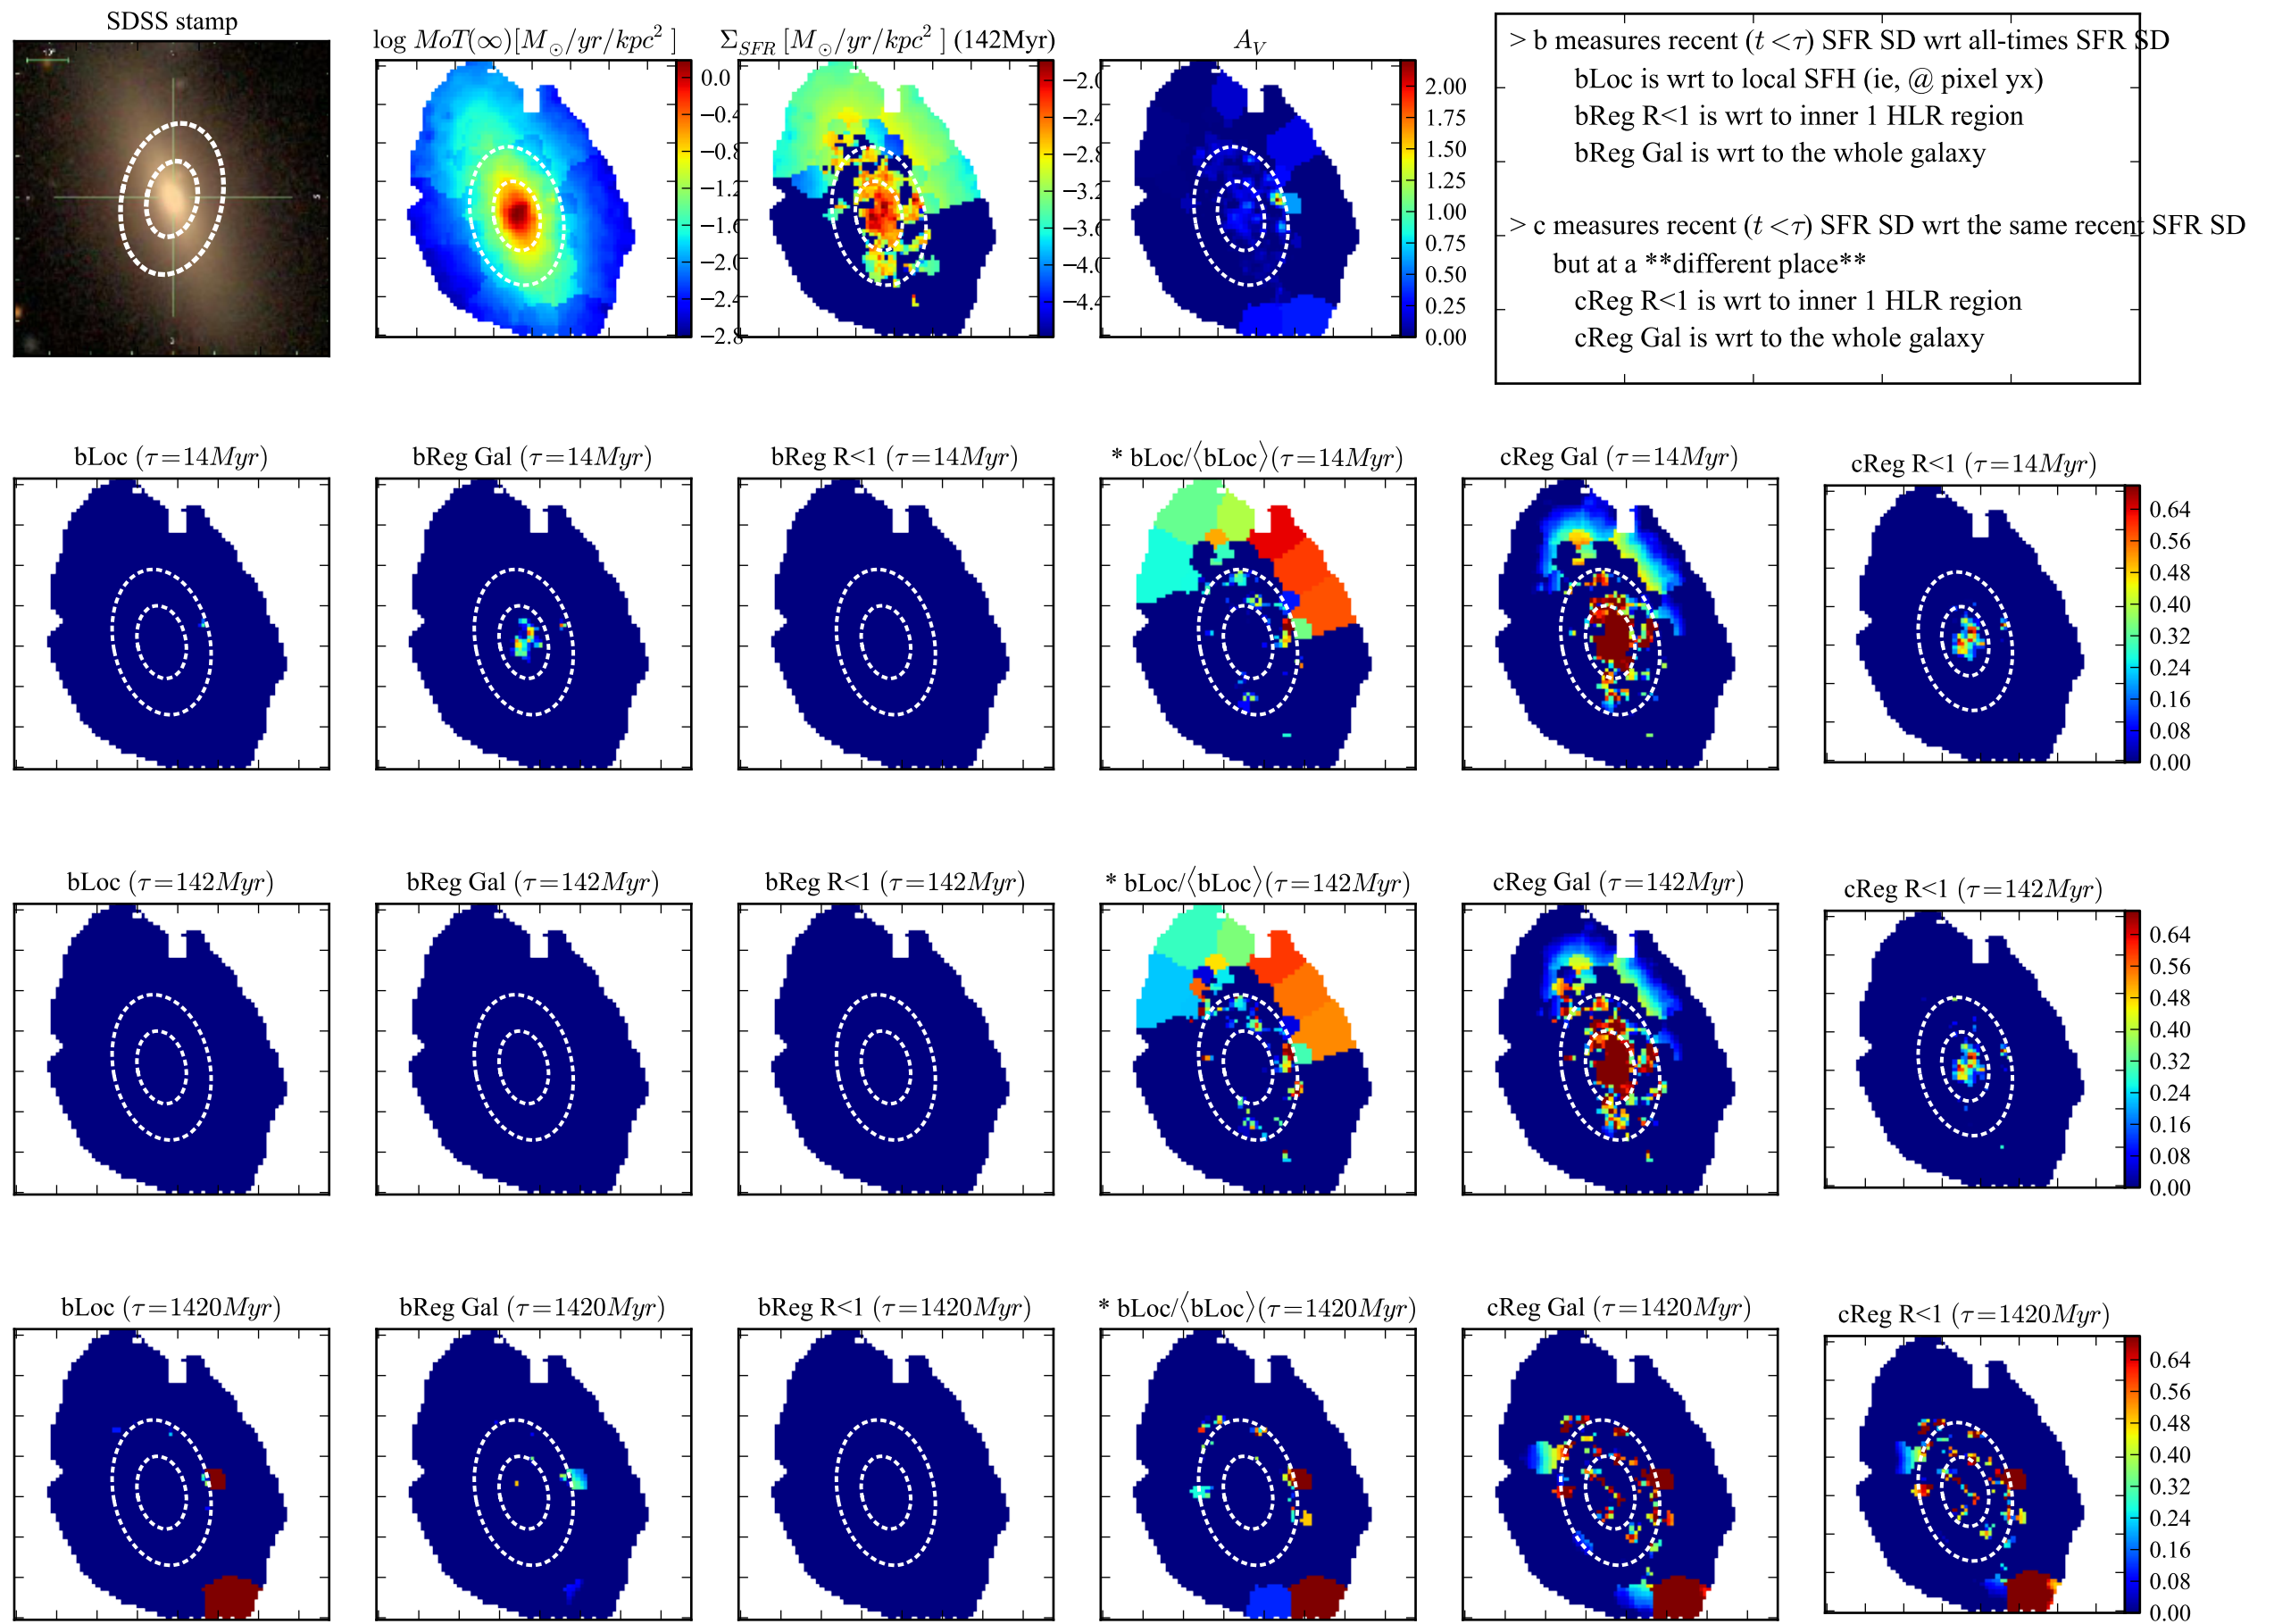 SDSS stamp
log MoT(∞)[M⊙/yr/kpc² ]
Σ_SFR [M⊙/yr/kpc² ] (142Myr)
A_V
0.0
−0.4
−0.8
−1.2
−1.6
−2.0
−2.4
−2.8
−2.0
−2.4
−2.8
−3.2
−3.6
−4.0
−4.4
2.00
1.75
1.50
1.25
1.00
0.75
0.50
0.25
0.00
> b measures recent (t <τ) SFR SD wrt all-times SFR SD
bLoc is wrt to local SFH (ie, @ pixel yx)
bReg R<1 is wrt to inner 1 HLR region
bReg Gal is wrt to the whole galaxy
> c measures recent (t <τ) SFR SD wrt the same recent SFR SD
but at a **different place**
cReg R<1 is wrt to inner 1 HLR region
cReg Gal is wrt to the whole galaxy
bLoc (τ=14Myr)
bReg Gal (τ=14Myr)
bReg R<1 (τ=14Myr)
* bLoc/⟨bLoc⟩(τ=14Myr)
cReg Gal (τ=14Myr)
cReg R<1 (τ=14Myr)
0.64
0.56
0.48
0.40
0.32
0.24
0.16
0.08
0.00
bLoc (τ=142Myr)
bReg Gal (τ=142Myr)
bReg R<1 (τ=142Myr)
* bLoc/⟨bLoc⟩(τ=142Myr)
cReg Gal (τ=142Myr)
cReg R<1 (τ=142Myr)
0.64
0.56
0.48
0.40
0.32
0.24
0.16
0.08
0.00
bLoc (τ=1420Myr)
bReg Gal (τ=1420Myr)
bReg R<1 (τ=1420Myr)
* bLoc/⟨bLoc⟩(τ=1420Myr)
cReg Gal (τ=1420Myr)
cReg R<1 (τ=1420Myr)
0.64
0.56
0.48
0.40
0.32
0.24
0.16
0.08
0.00